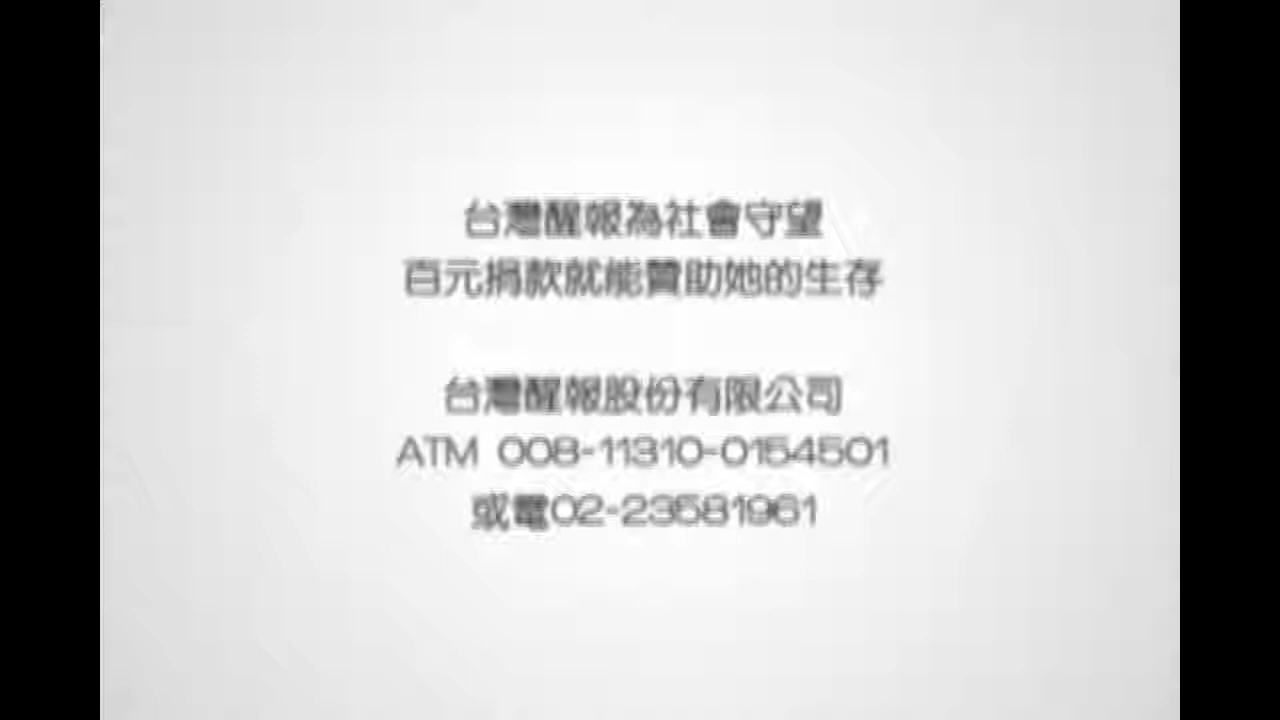 台灣醒報為社會守望
百元捐款就能贊助她的生存
台灣醒報股份有限公司
ATM 008-11310-0154501
或電02-23581961